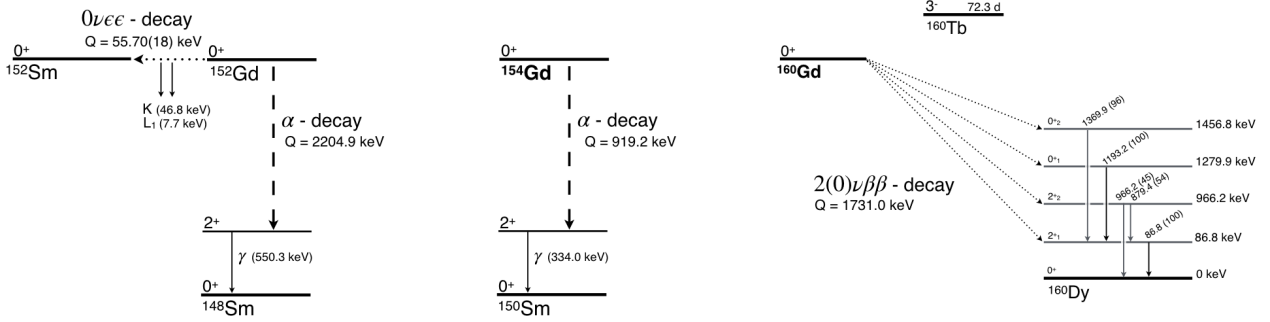 0νϵϵ - decay
Q = 55.70(18) keV
0+
152Sm
0+
152Gd
K (46.8 keV)
L1 (7.7 keV)
α - decay
Q = 2204.9 keV
2+
γ (550.3 keV)
0+
148Sm
0+
154Gd
α - decay
Q = 919.2 keV
2+
γ (334.0 keV)
0+
150Sm
3- 72.3 d
160Tb
0+
160Gd
2(0)νββ - decay
Q = 1731.0 keV
0+2 1369.9 (96) 1456.8 keV
0+1 1193.2 (100) 1279.9 keV
2+2 966.2 (45) 879.4 (54) 966.2 keV
2+1 86.8 (100) 86.8 keV
0+ 0 keV
160Dy